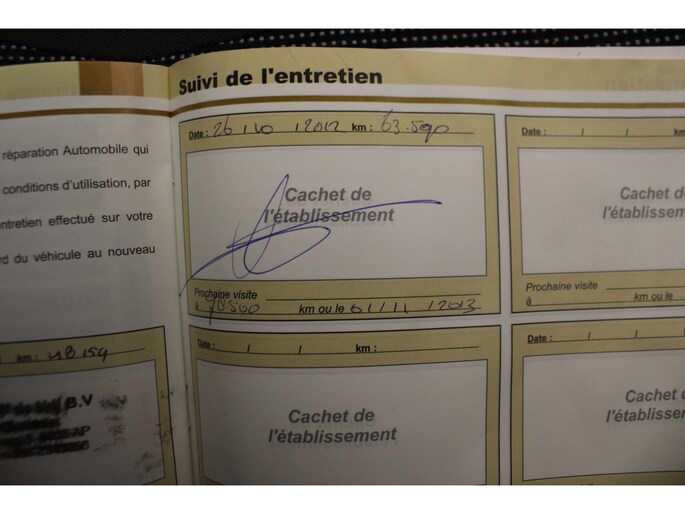 Suivi de l'entretien
réparation Automobile qui
conditions d'utilisation, par
ntretien effectué sur votre
rd du véhicule au nouveau
km : 48 159
B.V
AP
Date : 26 / 10 / 2012 km : 63.590
Cachet de
l'établissement
Prochaine visite
à 78.500 km ou le 01 / 11 / 2013
Date : / / km :
Cachet de
l'établissement
Date : / /
Cachet d
l'établissem
Prochaine visite
à km ou le /
Date : / /
Cachet d
l'établissem